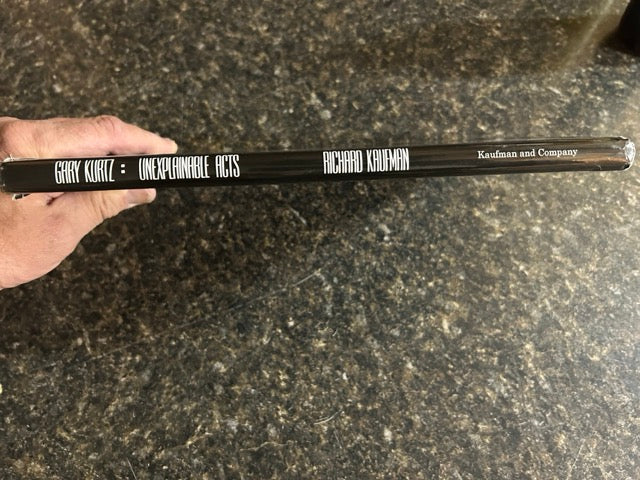 GARY KURTZ :: UNEXPLAINABLE ACTS RICHARD KAUFMAN Kaufman and Company